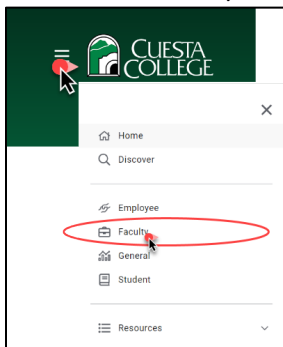 CUESTA
COLLEGE
Home
Discover
Employee
Faculty
General
Student
Resources